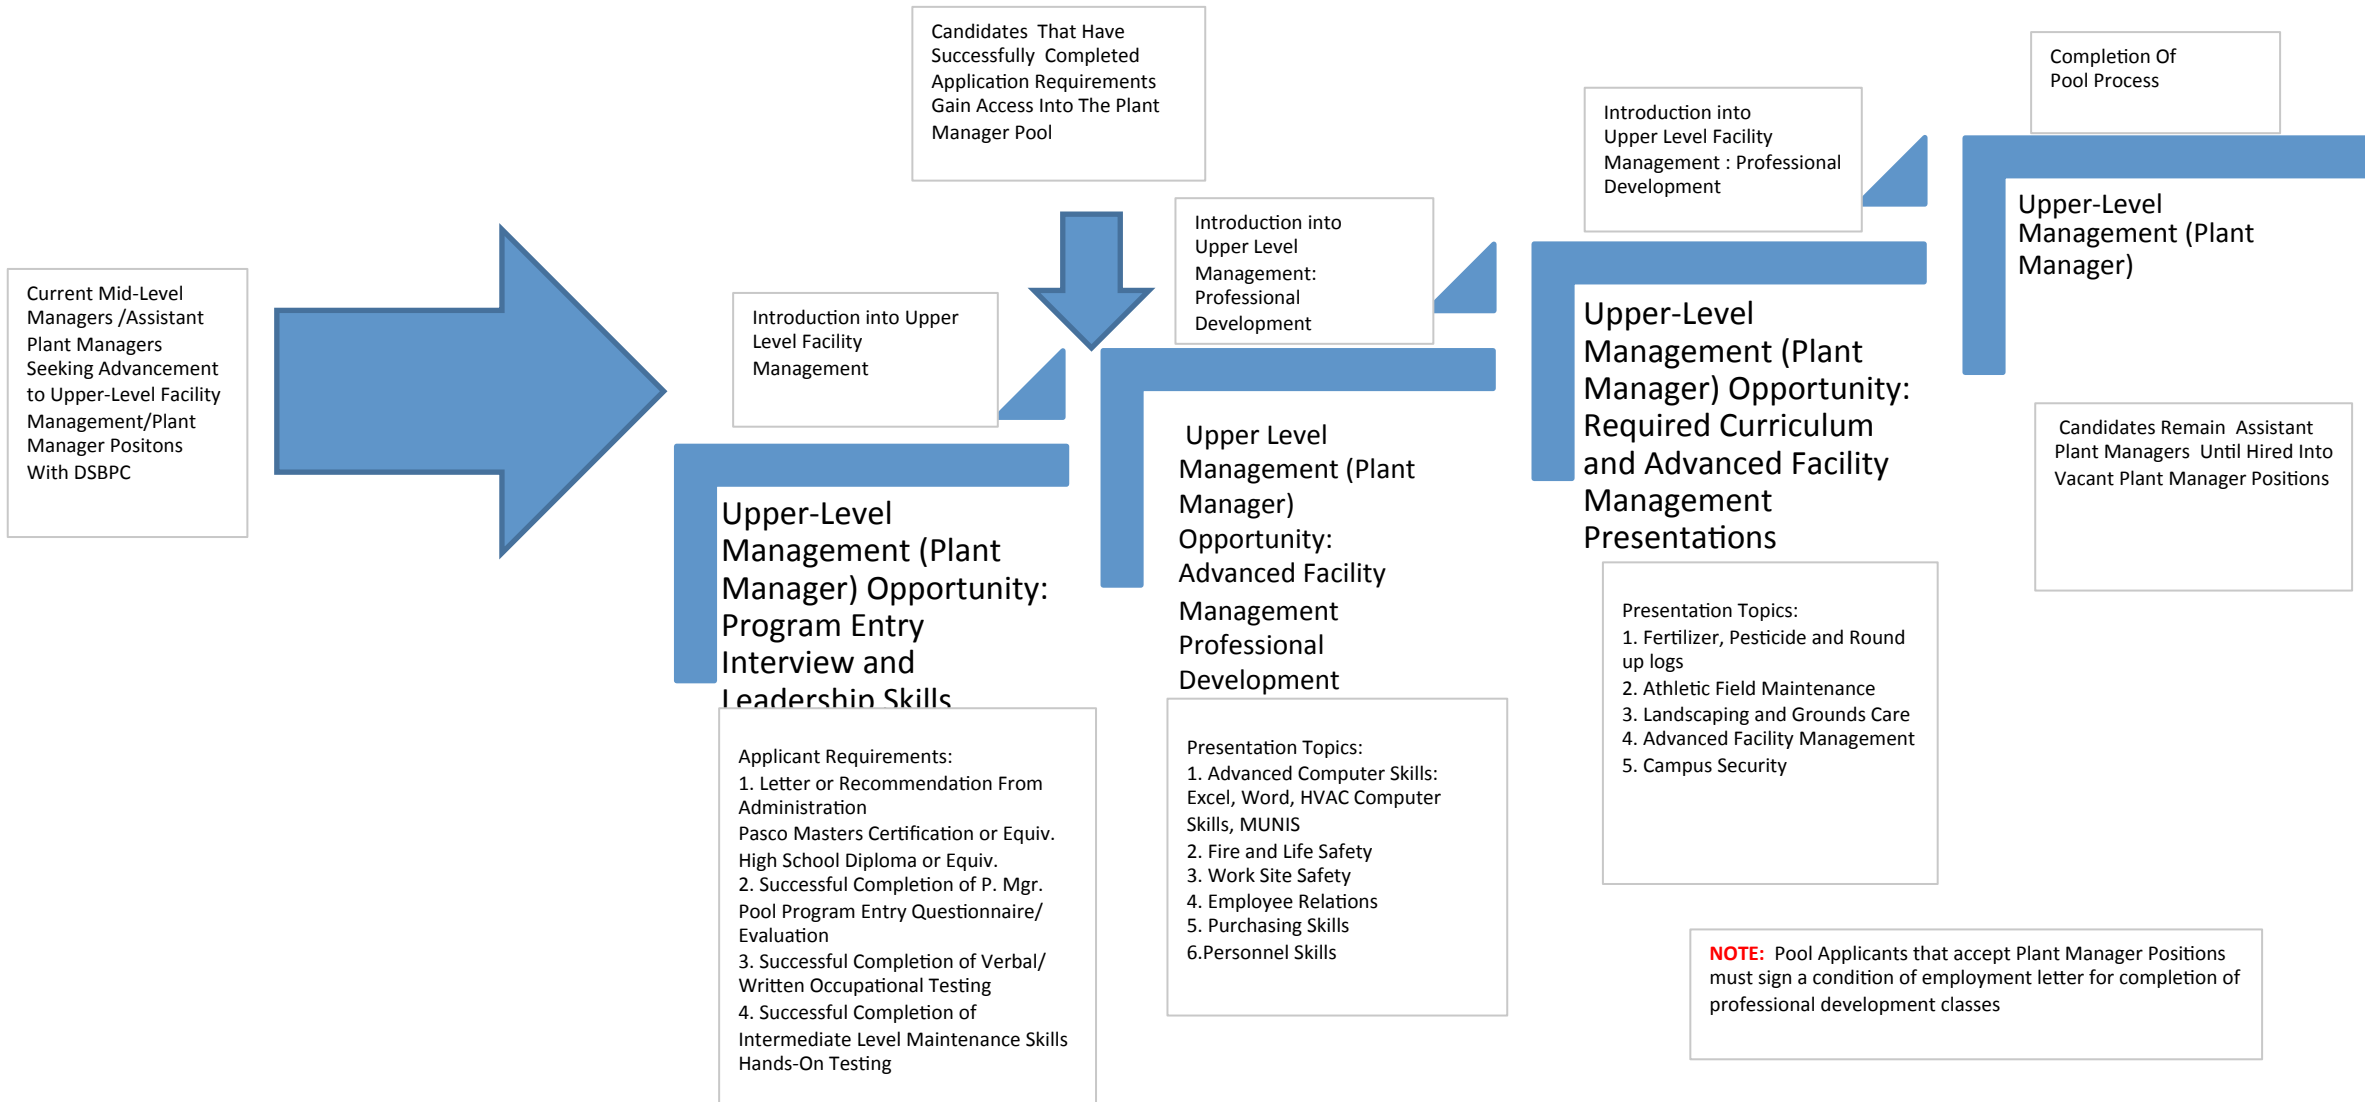 Current Mid-Level
Managers /Assistant
Plant Managers
Seeking Advancement
to Upper-Level Facility
Management/Plant
Manager Positons
With DSBPC
Introduction into Upper
Level Facility
Management
Upper-Level
Management (Plant
Manager) Opportunity:
Program Entry
Interview and
Leadership Skills
Applicant Requirements:
1. Letter or Recommendation From
Administration
Pasco Masters Certification or Equiv.
High School Diploma or Equiv.
2. Successful Completion of P. Mgr.
Pool Program Entry Questionnaire/
Evaluation
3. Successful Completion of Verbal/
Written Occupational Testing
4. Successful Completion of
Intermediate Level Maintenance Skills
Hands-On Testing
Candidates That Have
Successfully Completed
Application Requirements
Gain Access Into The Plant
Manager Pool
Introduction into
Upper Level
Management:
Professional
Development
Upper Level
Management (Plant
Manager)
Opportunity:
Advanced Facility
Management
Professional
Development
Presentation Topics:
1. Advanced Computer Skills:
Excel, Word, HVAC Computer
Skills, MUNIS
2. Fire and Life Safety
3. Work Site Safety
4. Employee Relations
5. Purchasing Skills
6.Personnel Skills
Introduction into
Upper Level Facility
Management : Professional
Development
Upper-Level
Management (Plant
Manager) Opportunity:
Required Curriculum
and Advanced Facility
Management
Presentations
Presentation Topics:
1. Fertilizer, Pesticide and Round
up logs
2. Athletic Field Maintenance
3. Landscaping and Grounds Care
4. Advanced Facility Management
5. Campus Security
Completion Of
Pool Process
Upper-Level
Management (Plant
Manager)
Candidates Remain Assistant
Plant Managers Until Hired Into
Vacant Plant Manager Positions
NOTE: Pool Applicants that accept Plant Manager Positions
must sign a condition of employment letter for completion of
professional development classes